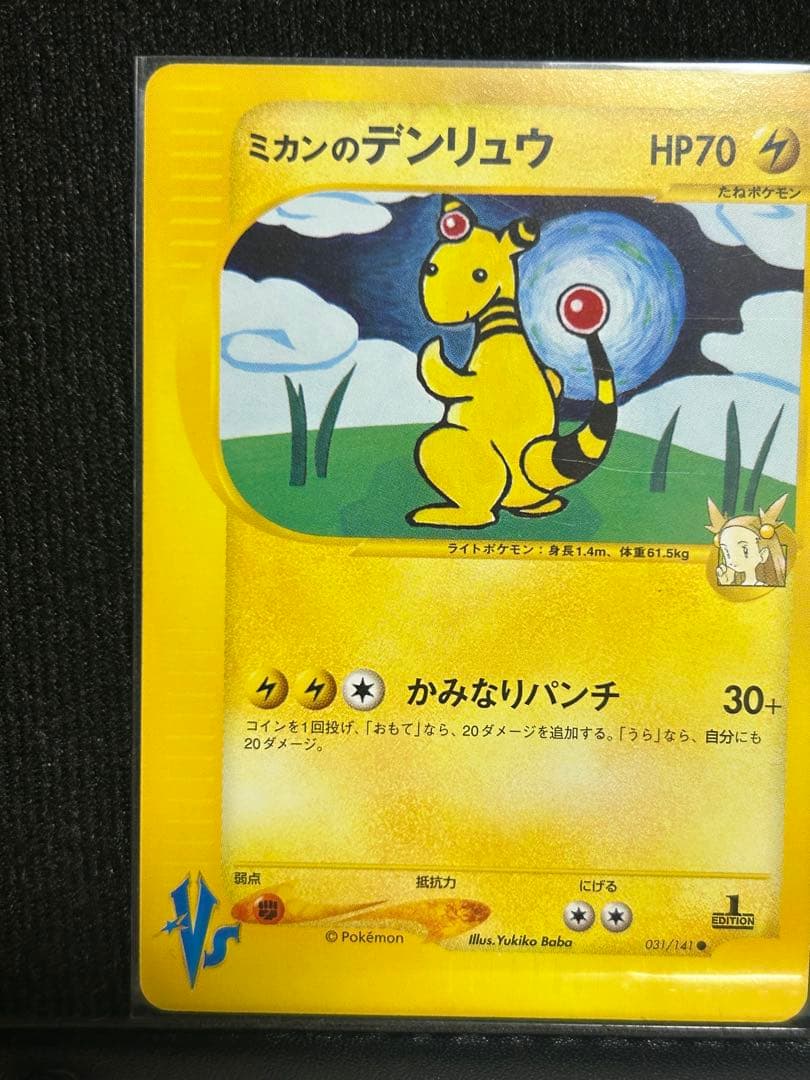 ミカンのデンリュウ HP70
たねポケモン
ライトポケモン：身長1.4m、体重61.5kg
かみなりパンチ 30+
コインを1回投げ、「おもて」なら、20ダメージを追加する。「うら」なら、自分にも
20ダメージ。
弱点 抵抗力 にげる
VS
1
EDITION
©Pokémon Illus.Yukiko Baba 031/141●